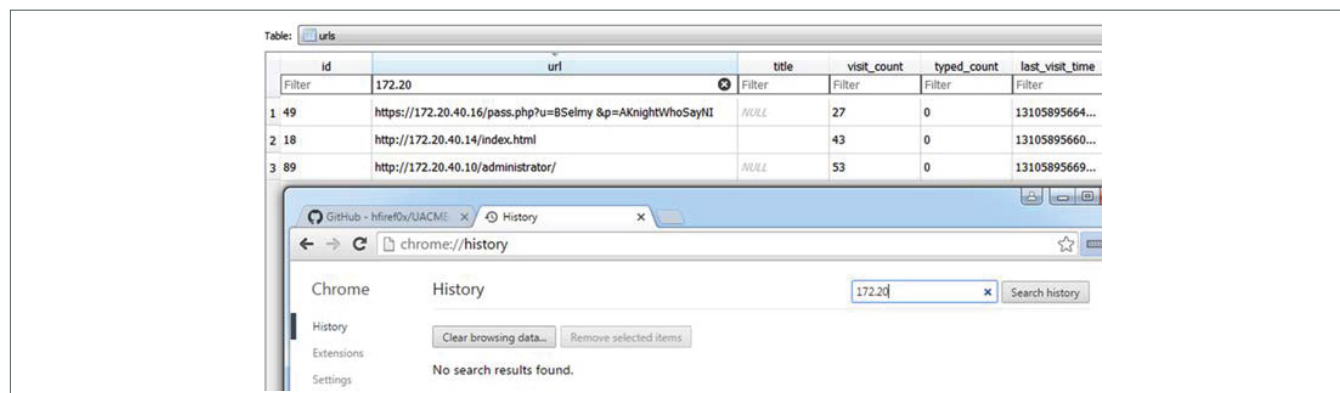 Table: urls
id url title visit_count typed_count last_visit_time
Filter 172.20 Filter Filter Filter Filter
1 49 https://172.20.40.16/pass.php?u=BSelmy &p=AKnightWhoSayNI NULL 27 0 13105895664...
2 18 http://172.20.40.14/index.html 43 0 13105895660...
3 89 http://172.20.40.10/administrator/ NULL 53 0 13105895669...
GitHub - hfiref0x/UACME History
chrome://history
Chrome History 172.20 Search history
History
Clear browsing data... Remove selected items
Extensions
No search results found.
Settings